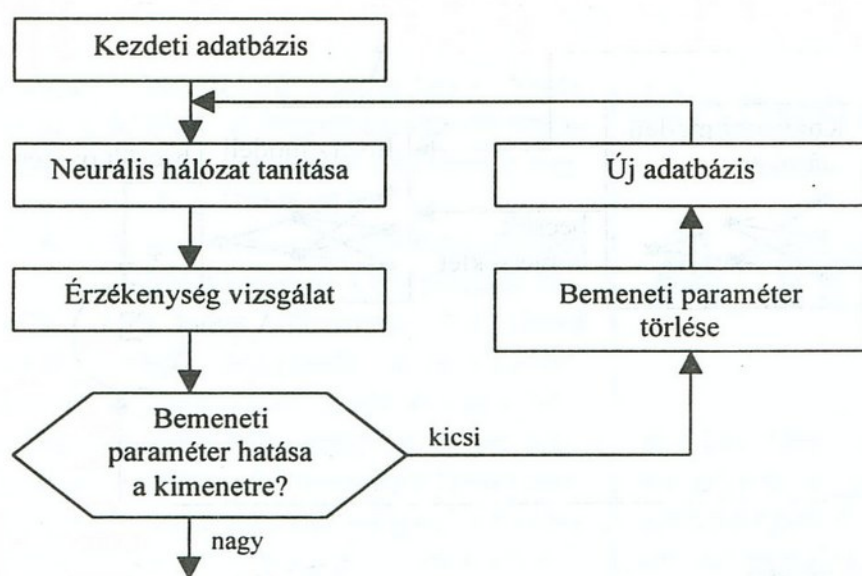 Kezdeti adatbázis
Neurális hálózat tanítása
Új adatbázis
Érzékenység vizsgálat
Bemeneti paraméter
törlése
Bemeneti
paraméter hatása
a kimenetre?
kicsi
nagy